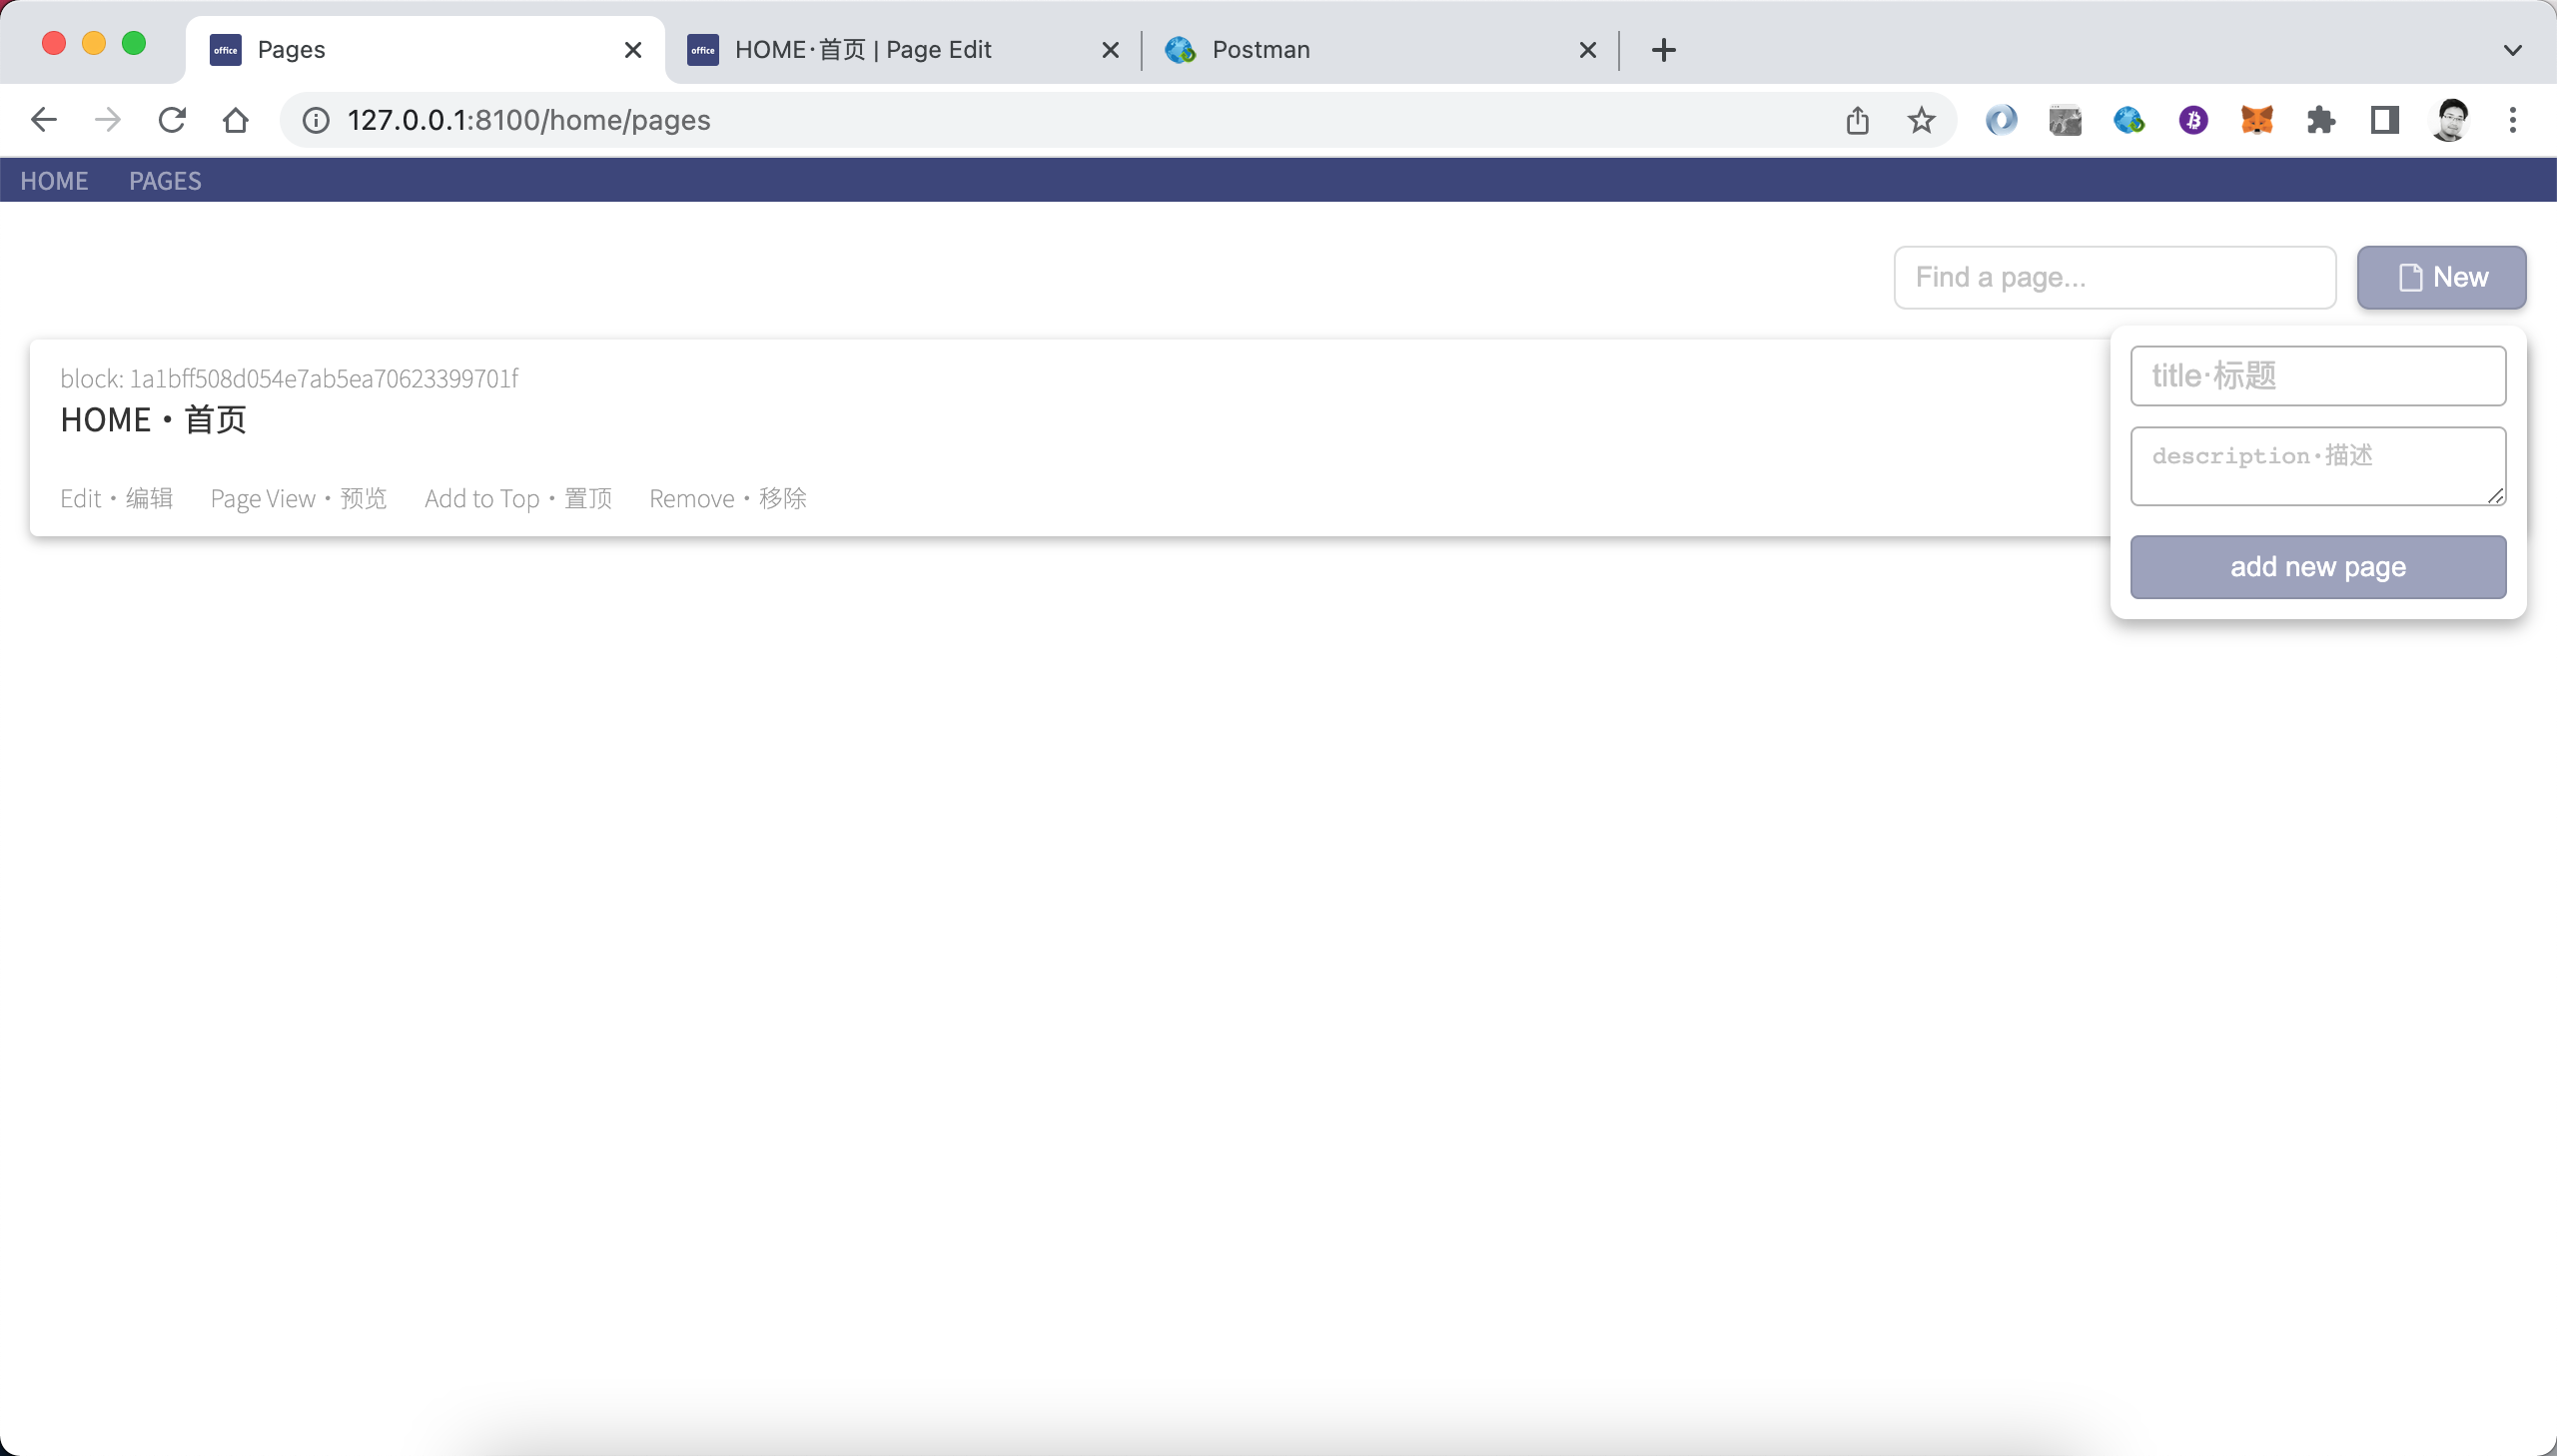 office Pages
office HOME·首页 | Page Edit
Postman
127.0.0.1:8100/home/pages
HOME PAGES
Find a page...
New
block: 1a1bff508d054e7ab5ea70623399701f
HOME · 首页
Edit · 编辑 Page View · 预览 Add to Top · 置顶 Remove · 移除
title·标题
description·描述
add new page